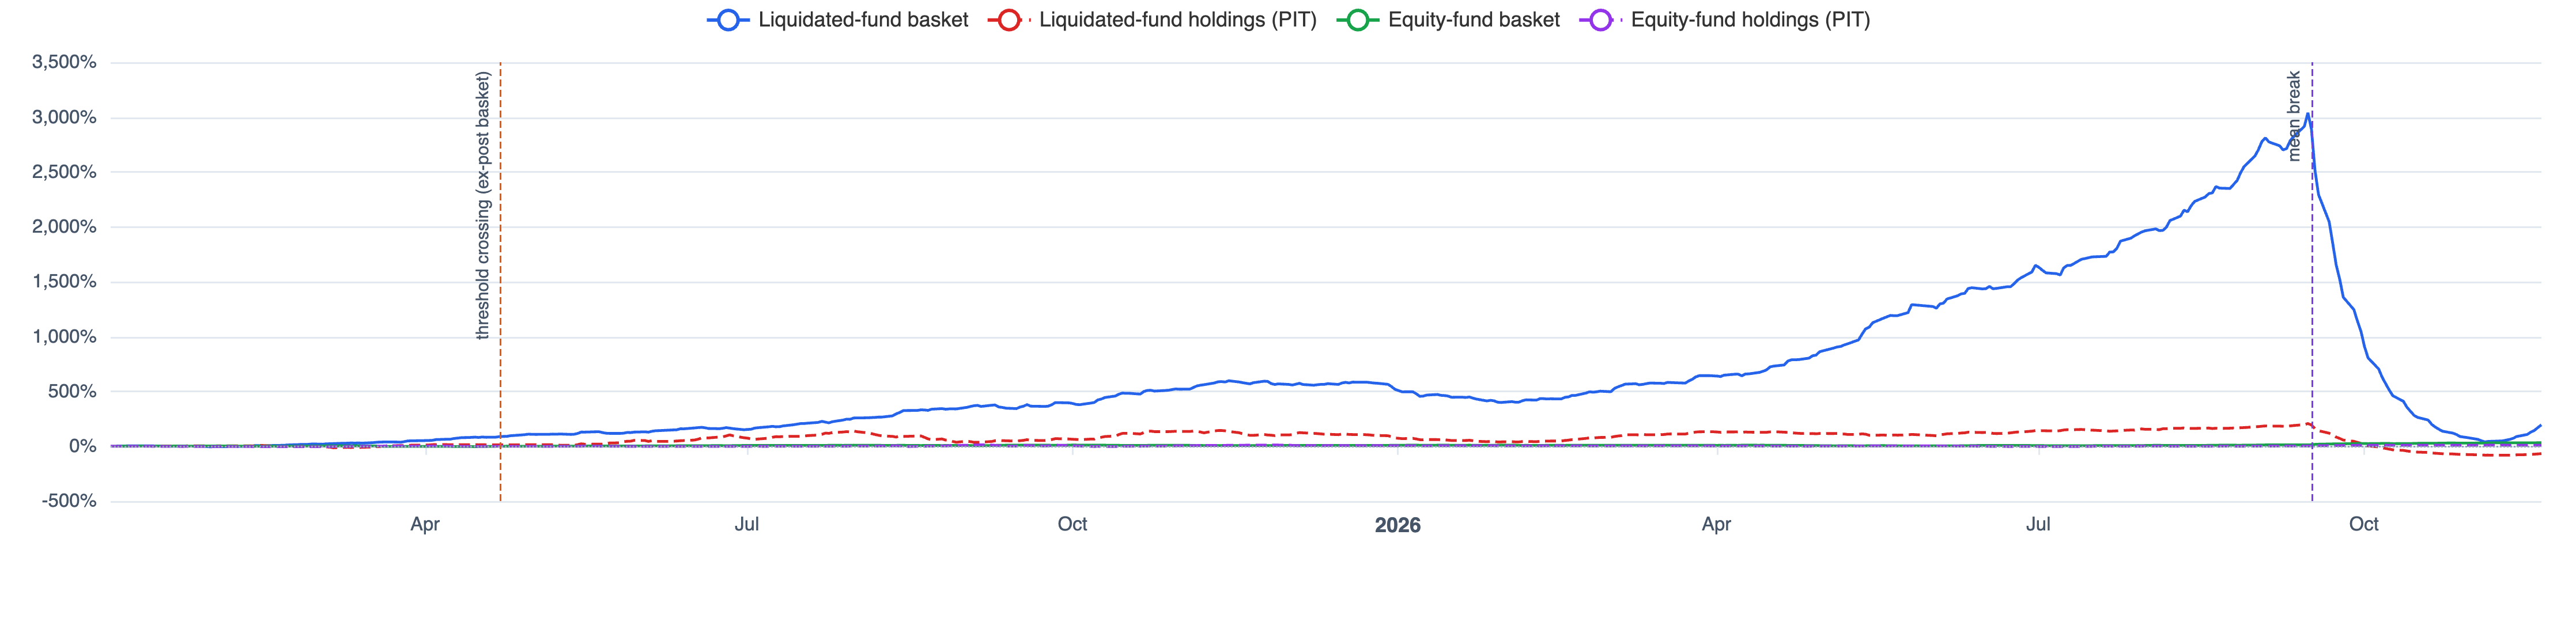 Liquidated-fund basket Liquidated-fund holdings (PIT) Equity-fund basket Equity-fund holdings (PIT)
3,500%
3,000%
2,500%
2,000%
1,500%
1,000%
500%
0%
-500%
threshold crossing (ex-post basket)
mean break
Apr Jul Oct 2026 Apr Jul Oct